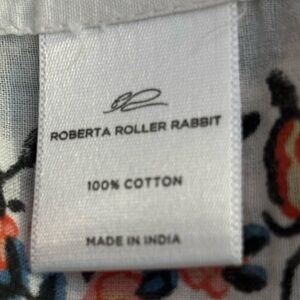 ROBERTA ROLLER RABBIT
100% COTTON
MADE IN INDIA